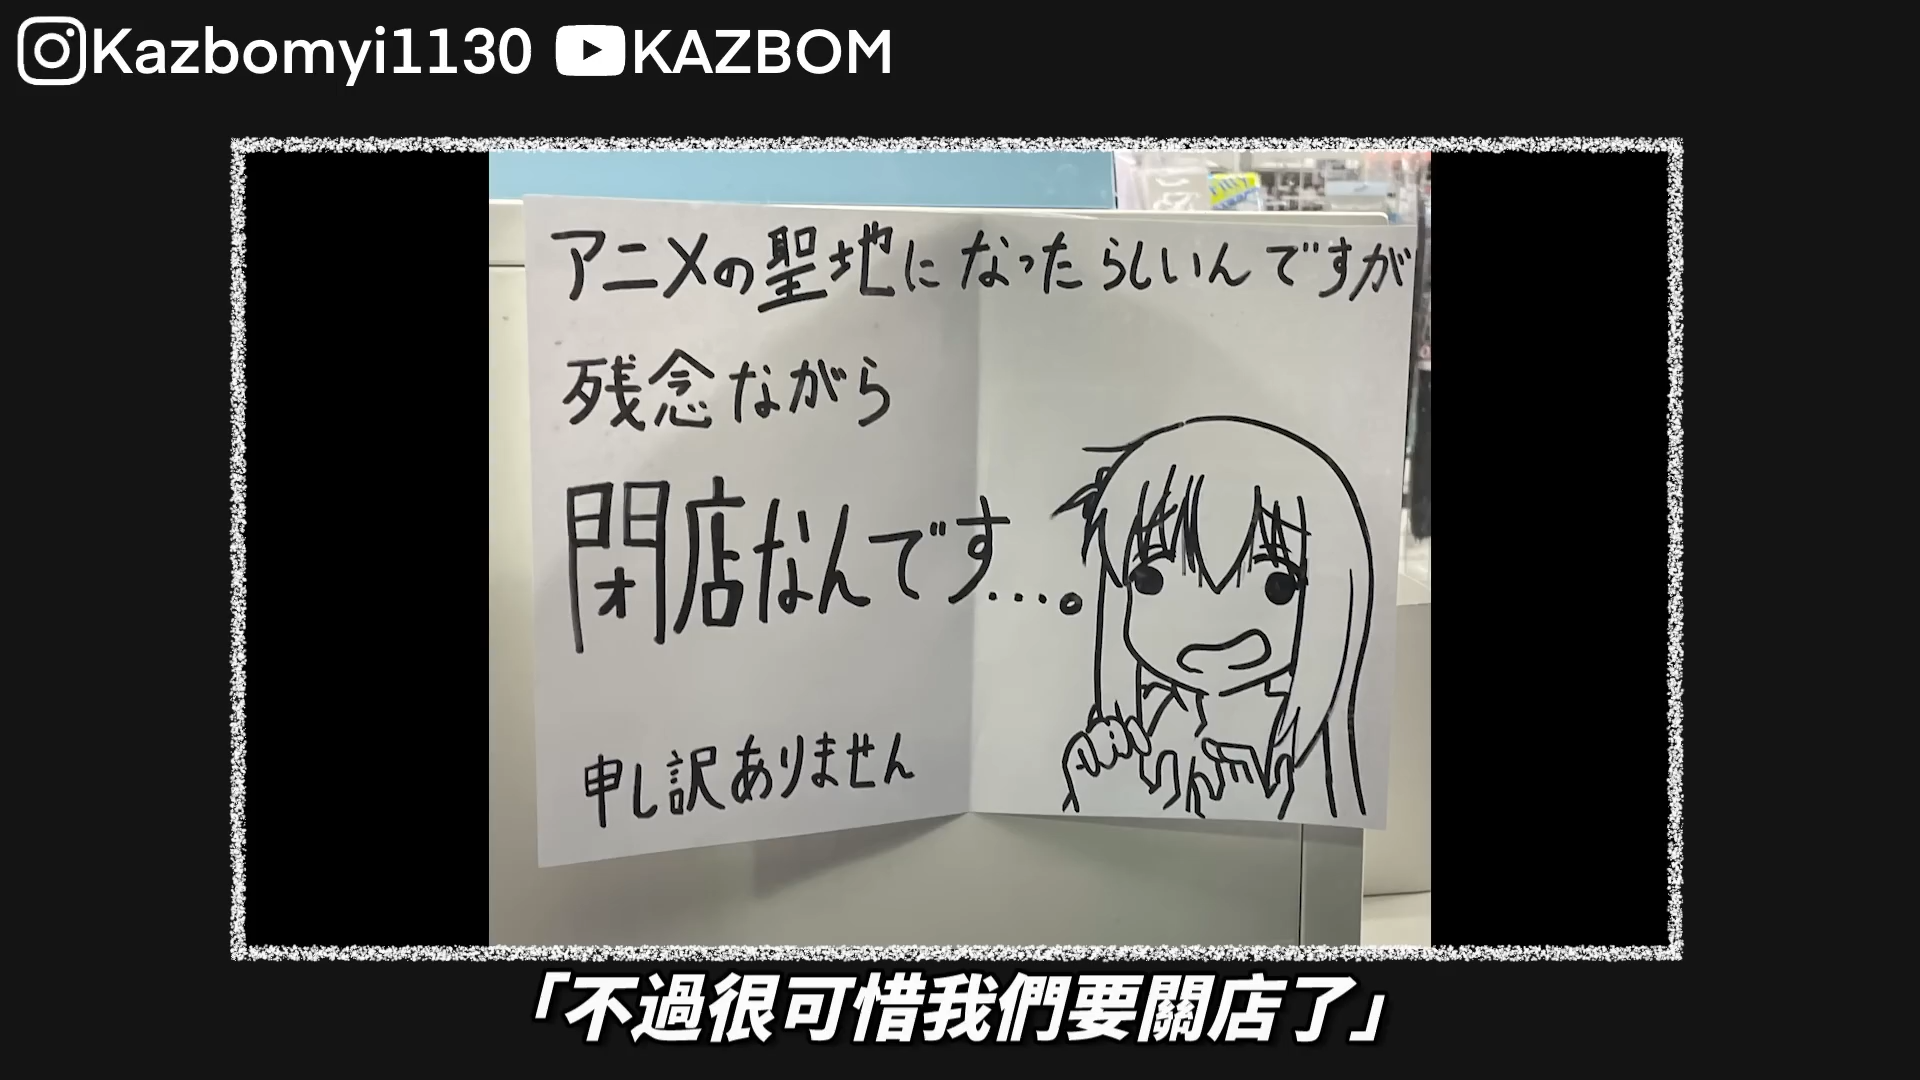 Kazbomyi1130 KAZBOM
アニメの聖地になったらしいんですが
残念ながら
閉店なんです...。
申し訳ありません
「不過很可惜我們要關店了」